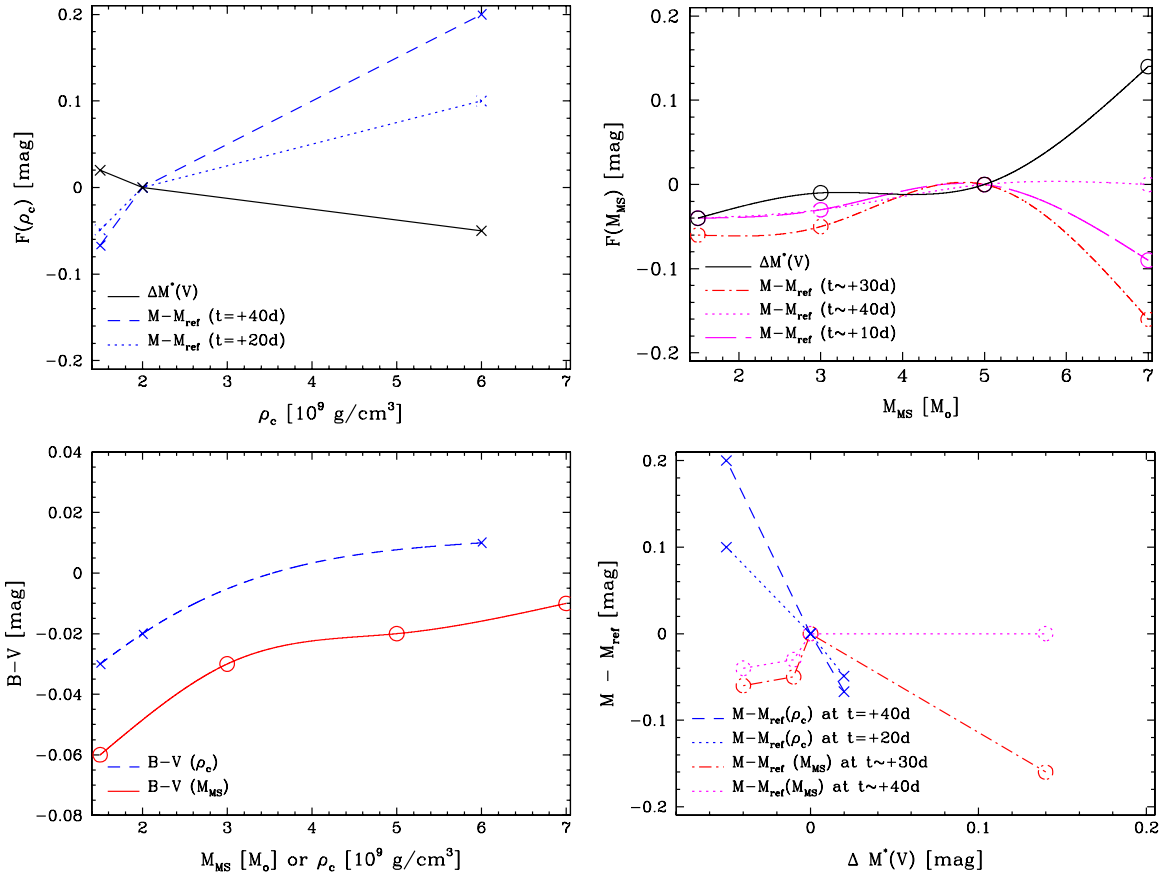 0.2
0.1
0
−0.1
−0.2
F(ρc) [mag]
ΔM*(V)
M−Mref (t=+40d)
M−Mref (t=+20d)
2 3 4 5 6 7
ρc [10⁹ g/cm³]
0.2
0.1
0
−0.1
−0.2
F(MMS) [mag]
ΔM*(V)
M−Mref (t~+30d)
M−Mref (t~+40d)
M−Mref (t~+10d)
2 3 4 5 6 7
MMS [Mo]
0.04
0.02
0
−0.02
−0.04
−0.06
−0.08
B−V [mag]
B−V (ρc)
B−V (MMS)
2 3 4 5 6 7
MMS [Mo] or ρc [10⁹ g/cm³]
0.2
0.1
0
−0.1
−0.2
M − Mref [mag]
M−Mref(ρc) at t=+40d
M−Mref(ρc) at t=+20d
M−Mref (MMS) at t~+30d
M−Mref(MMS) at t~+40d
0 0.1 0.2
Δ M*(V) [mag]